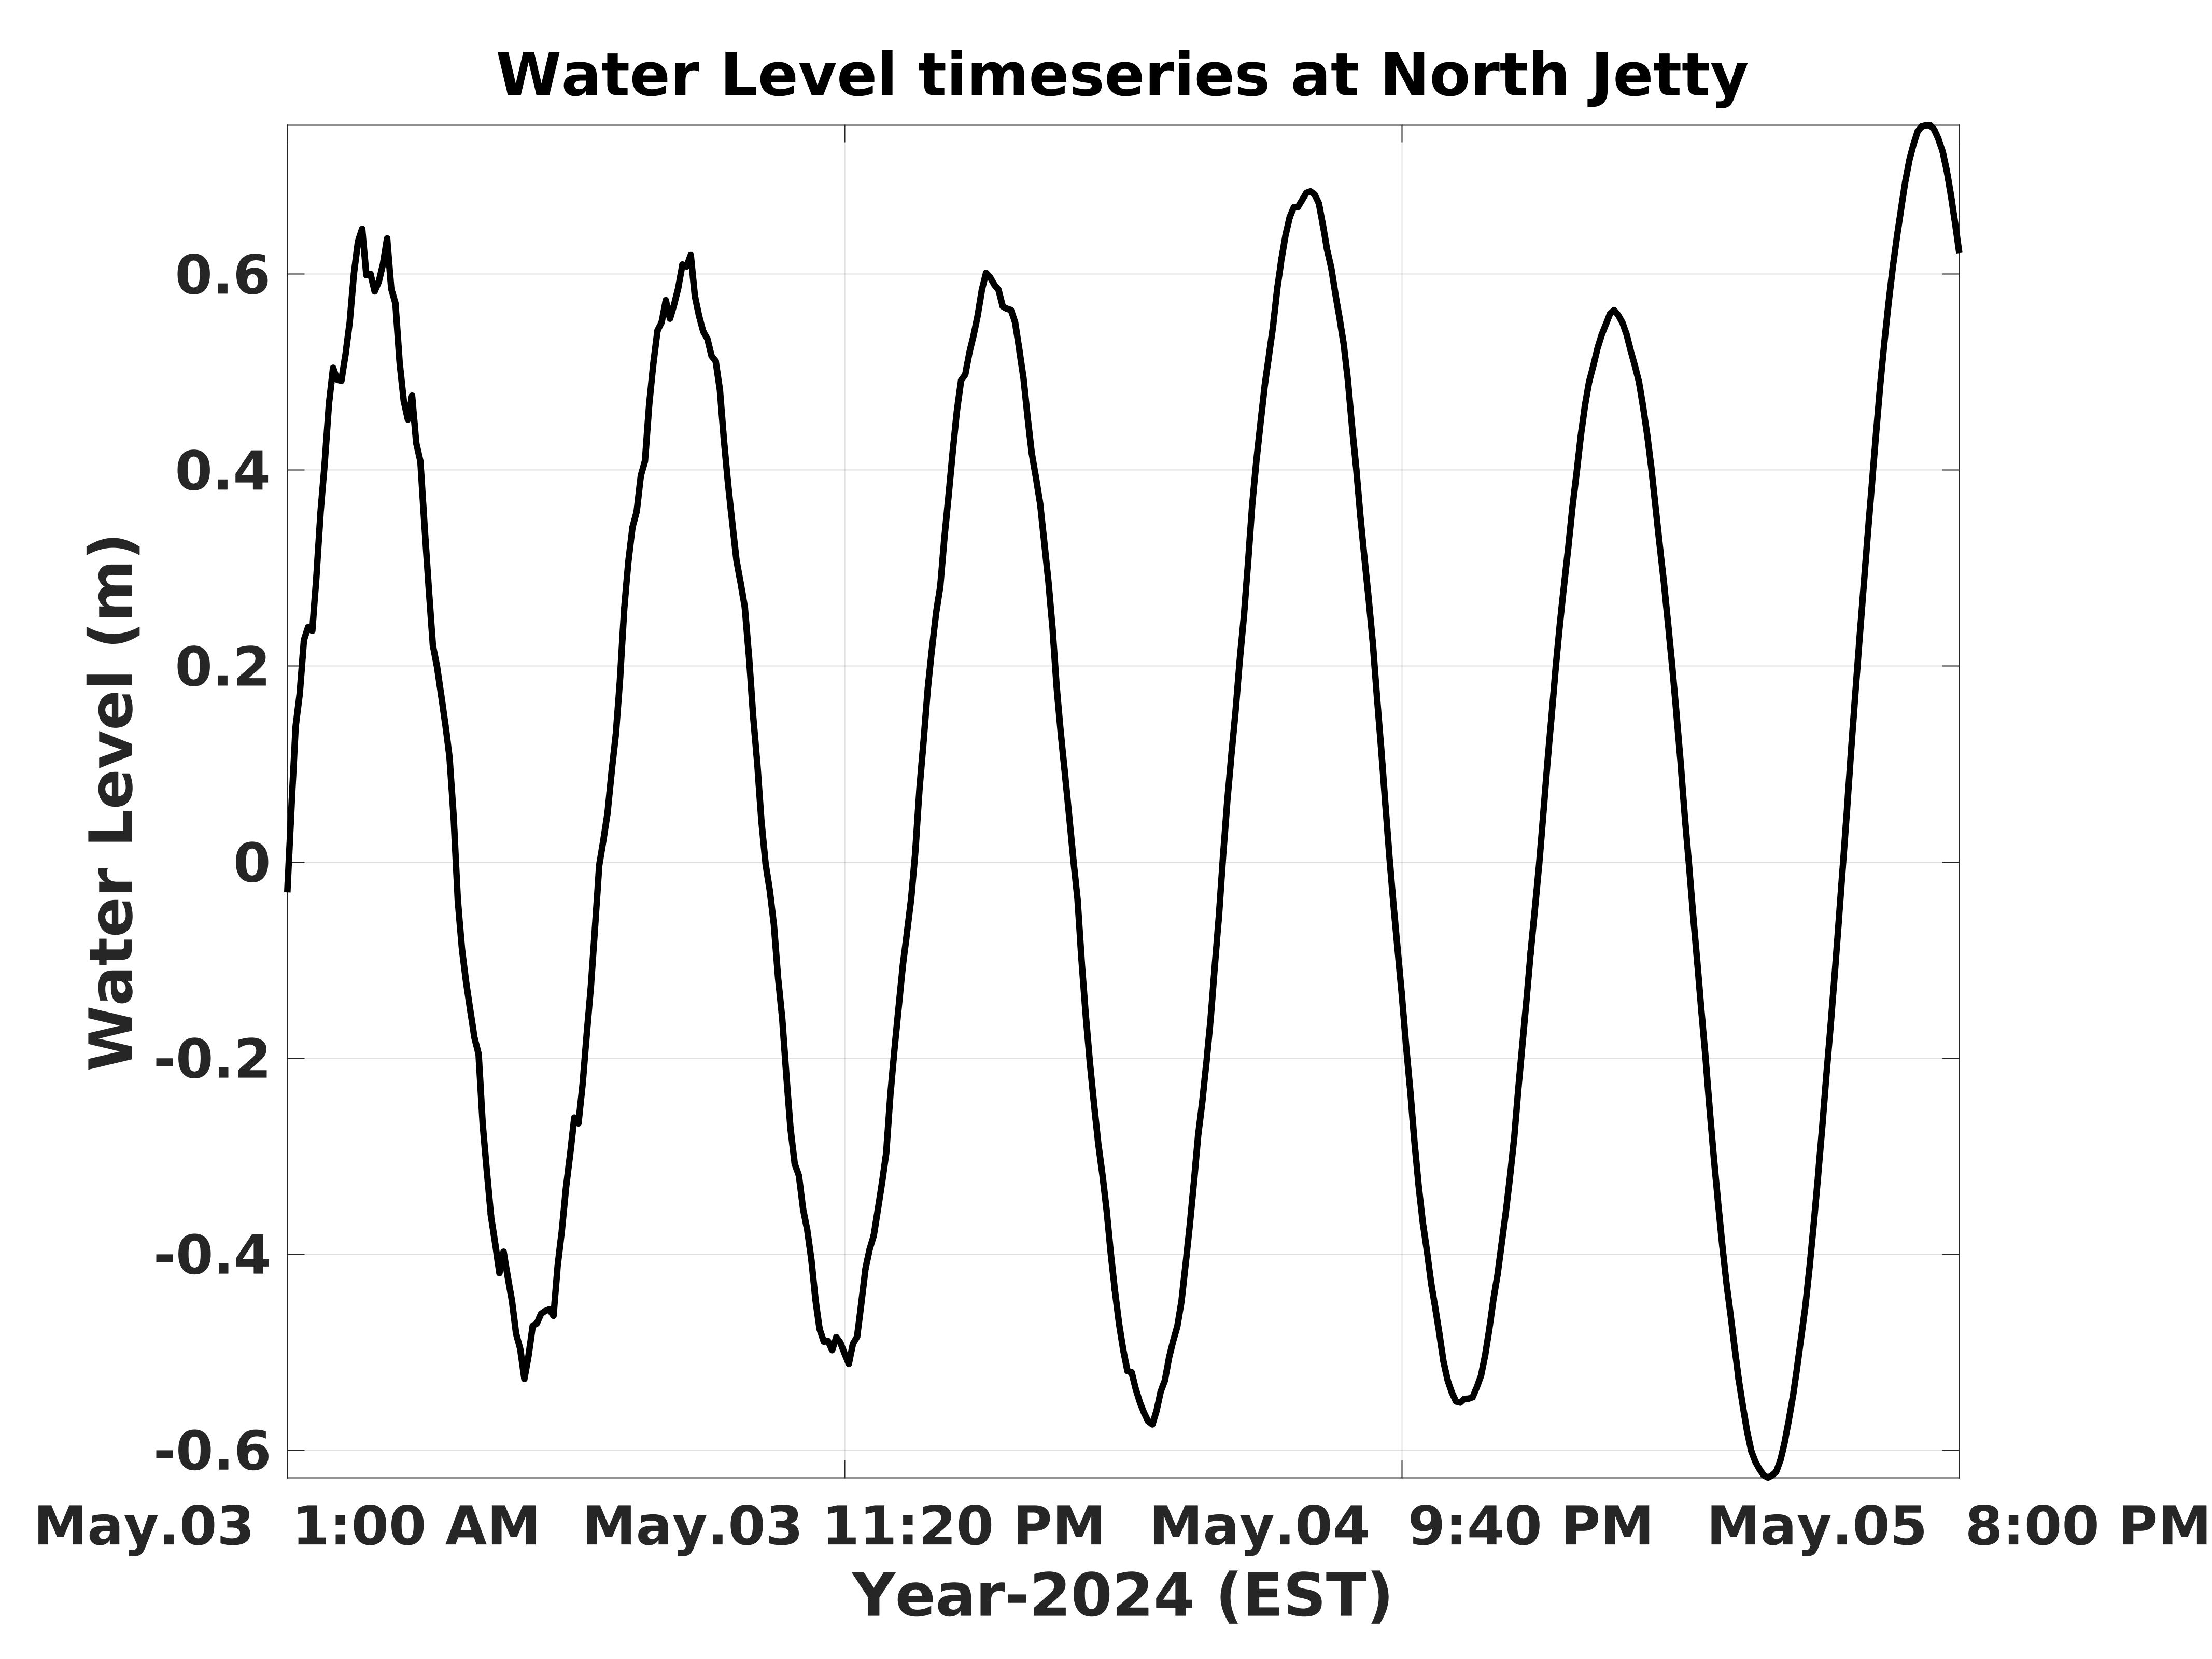 Water Level timeseries at North Jetty
Water Level (m)
0.6
0.4
0.2
0
-0.2
-0.4
-0.6
May.03 1:00 AM May.03 11:20 PM May.04 9:40 PM May.05 8:00 PM
Year-2024 (EST)